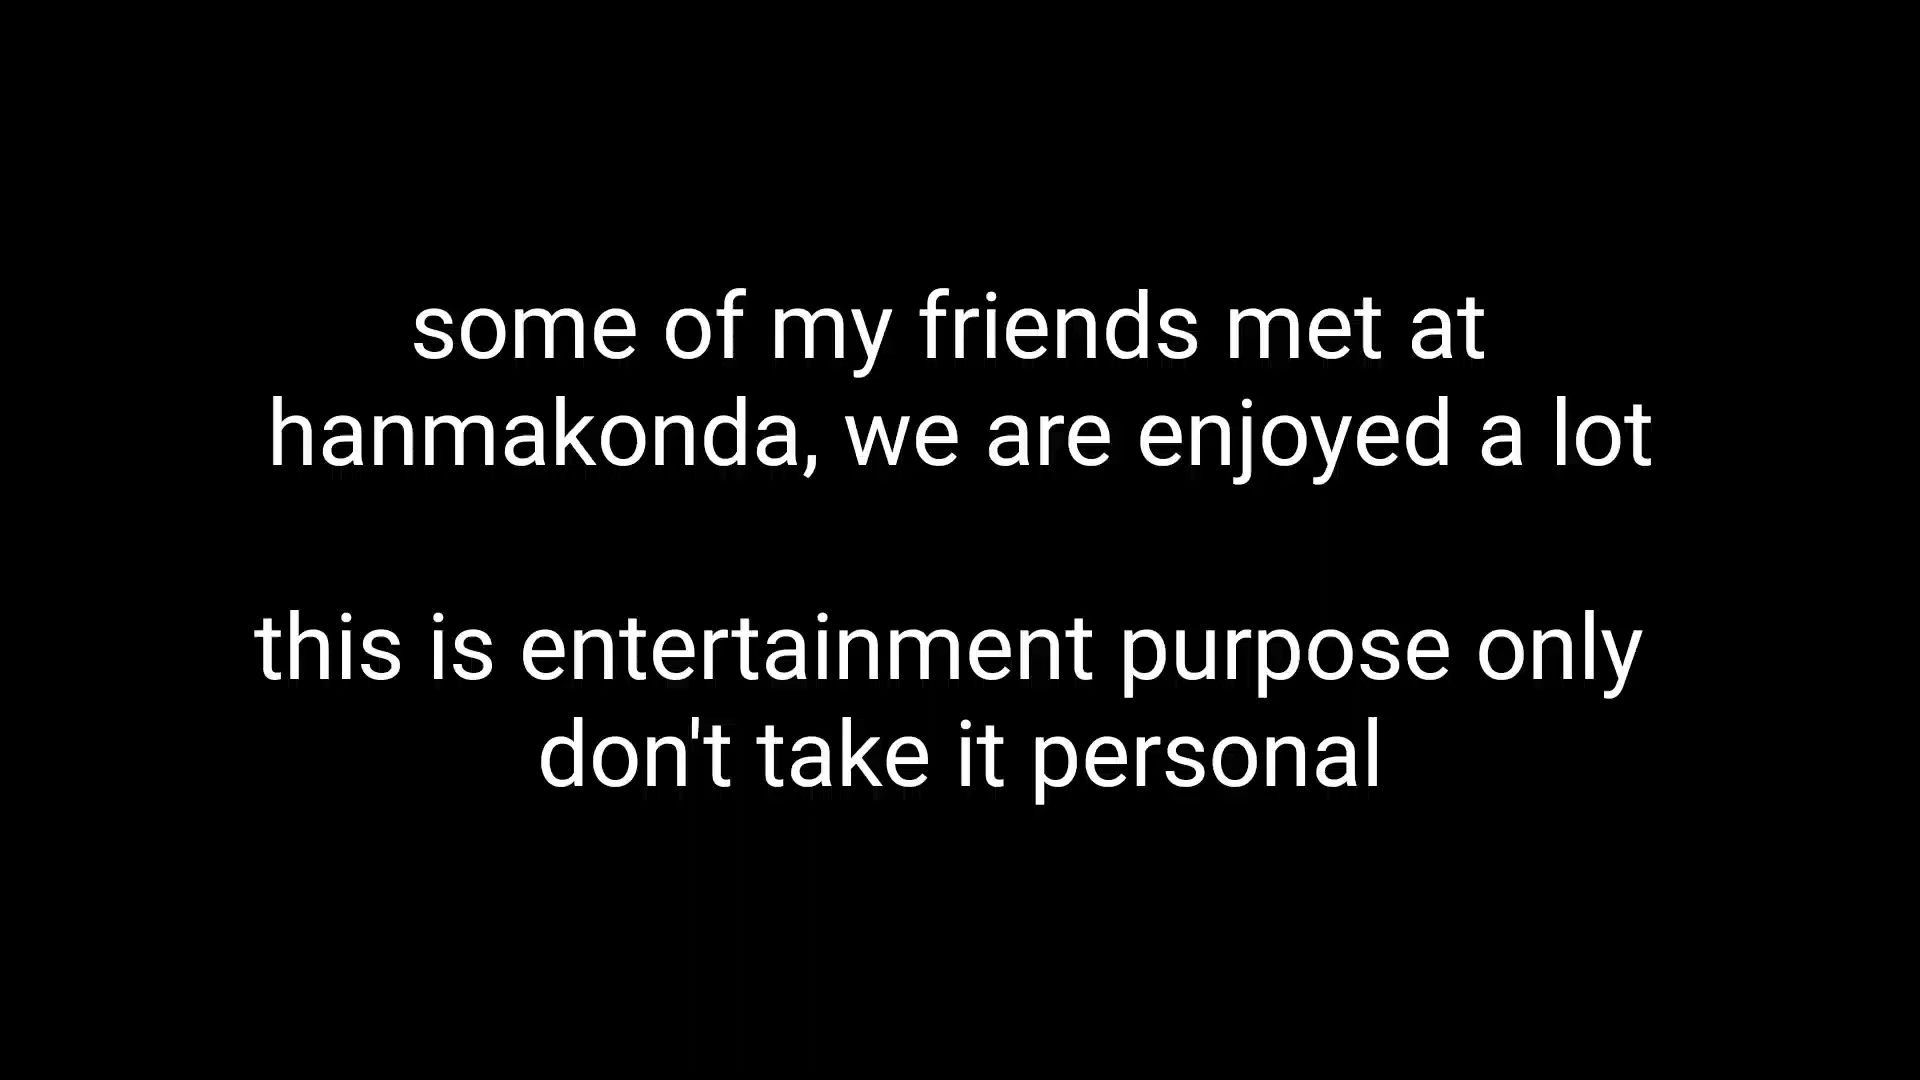 some of my friends met at
hanmakonda, we are enjoyed a lot
this is entertainment purpose only
don't take it personal